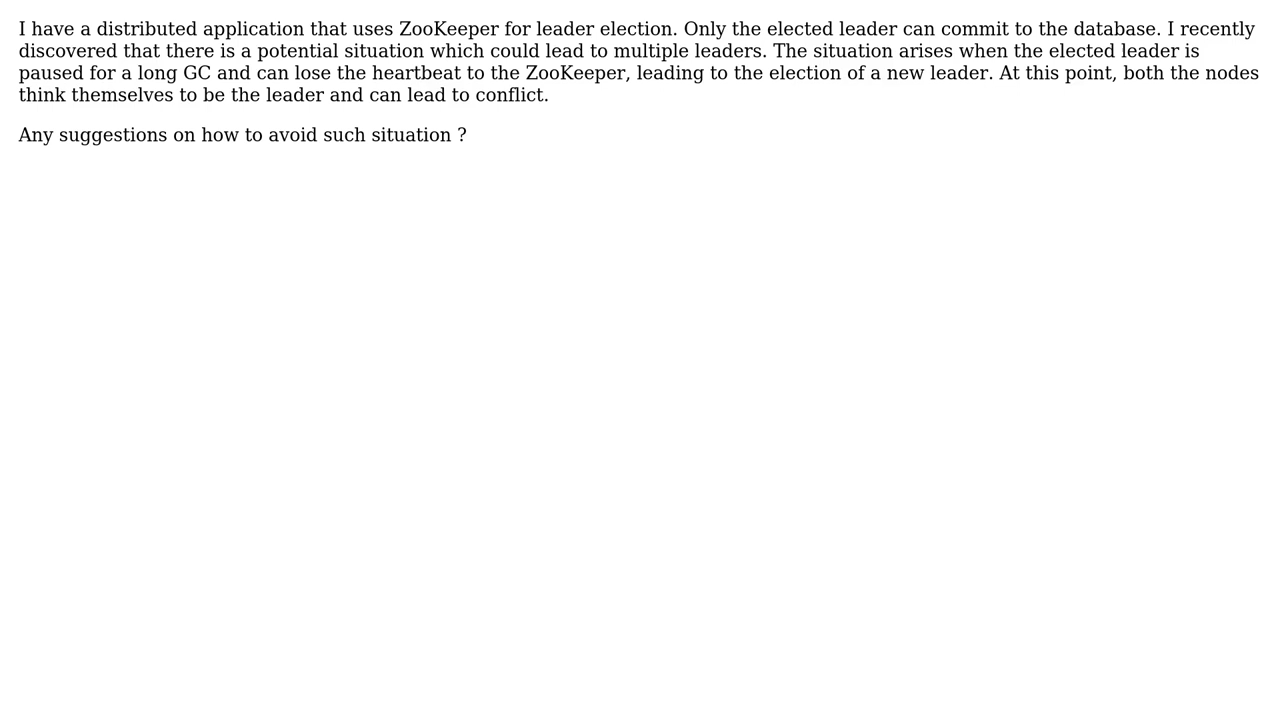 I have a distributed application that uses ZooKeeper for leader election. Only the elected leader can commit to the database. I recently
discovered that there is a potential situation which could lead to multiple leaders. The situation arises when the elected leader is
paused for a long GC and can lose the heartbeat to the ZooKeeper, leading to the election of a new leader. At this point, both the nodes
think themselves to be the leader and can lead to conflict.
Any suggestions on how to avoid such situation ?